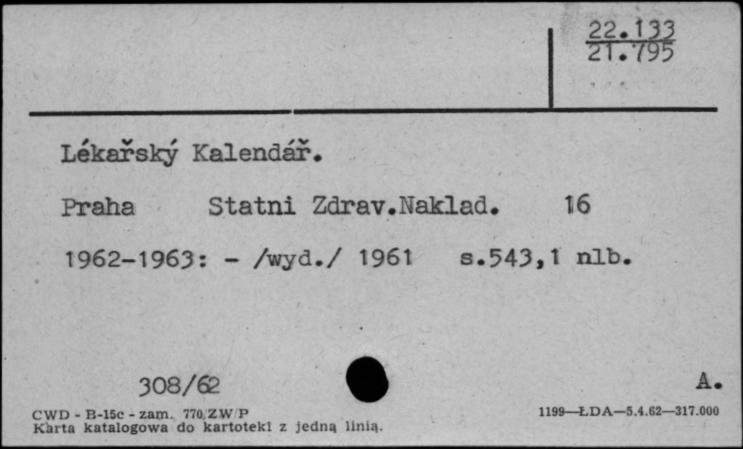 22.133
21.795
Lékařský Kalendář.
Praha Statni Zdrav.Naklad. 16
1962-1963: - /wyd./ 1961 s.543,1 nlb.
308/62
A.
CWD - B-15c - zam. 770/ZW/P
1199—ŁDA—5.4.62—317.000
Karta katalogowa do kartoteki z jedną linią.